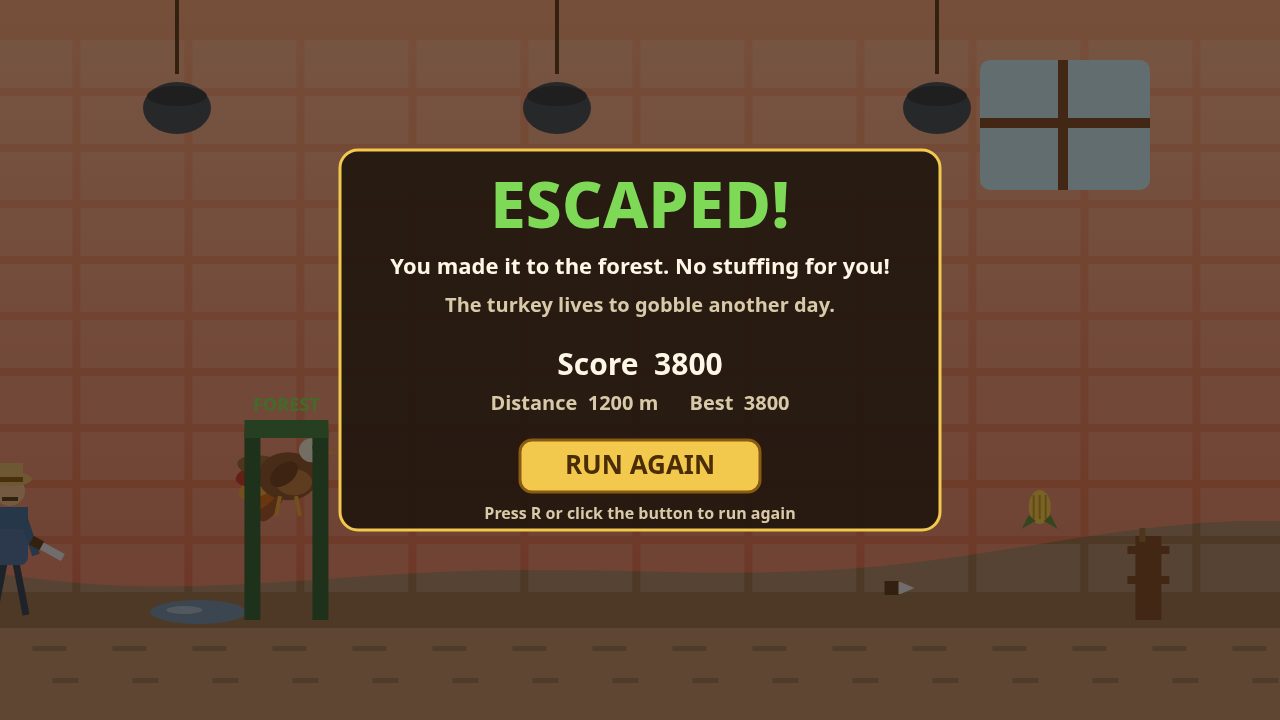 ESCAPED!
You made it to the forest. No stuffing for you!
The turkey lives to gobble another day.
Score 3800
Distance 1200 m Best 3800
FOREST
RUN AGAIN
Press R or click the button to run again